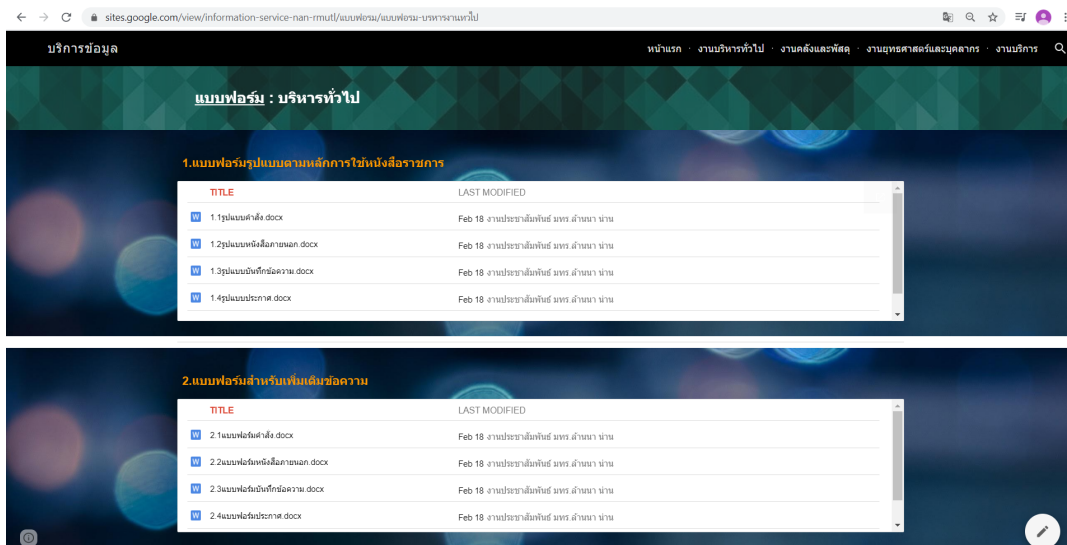 sites.google.com/view/information-service-nan-rmutl/แบบฟอร์ม/แบบฟอร์ม-บรหารงานทวไป
บริการข้อมูล
หน้าแรก · งานบริหารทั่วไป · งานคลังและพัสดุ · งานยุทธศาสตร์และบุคลากร · งานบริการ
แบบฟอร์ม : บริหารทั่วไป
1.แบบฟอร์มรูปแบบตามหลักการใช้หนังสือราชการ
TITLE LAST MODIFIED
1.1รูปแบบคำสั่ง.docx Feb 18 งานประชาสัมพันธ์ มทร.ล้านนา น่าน
1.2รูปแบบหนังสือภายนอก.docx Feb 18 งานประชาสัมพันธ์ มทร.ล้านนา น่าน
1.3รูปแบบบันทึกข้อความ.docx Feb 18 งานประชาสัมพันธ์ มทร.ล้านนา น่าน
1.4รูปแบบประกาศ.docx Feb 18 งานประชาสัมพันธ์ มทร.ล้านนา น่าน
2.แบบฟอร์มสำหรับเพิ่มเติมข้อความ
TITLE LAST MODIFIED
2.1แบบฟอร์มคำสั่ง.docx Feb 18 งานประชาสัมพันธ์ มทร.ล้านนา น่าน
2.2แบบฟอร์มหนังสือภายนอก.docx Feb 18 งานประชาสัมพันธ์ มทร.ล้านนา น่าน
2.3แบบฟอร์มบันทึกข้อความ.docx Feb 18 งานประชาสัมพันธ์ มทร.ล้านนา น่าน
2.4แบบฟอร์มประกาศ.docx Feb 18 งานประชาสัมพันธ์ มทร.ล้านนา น่าน